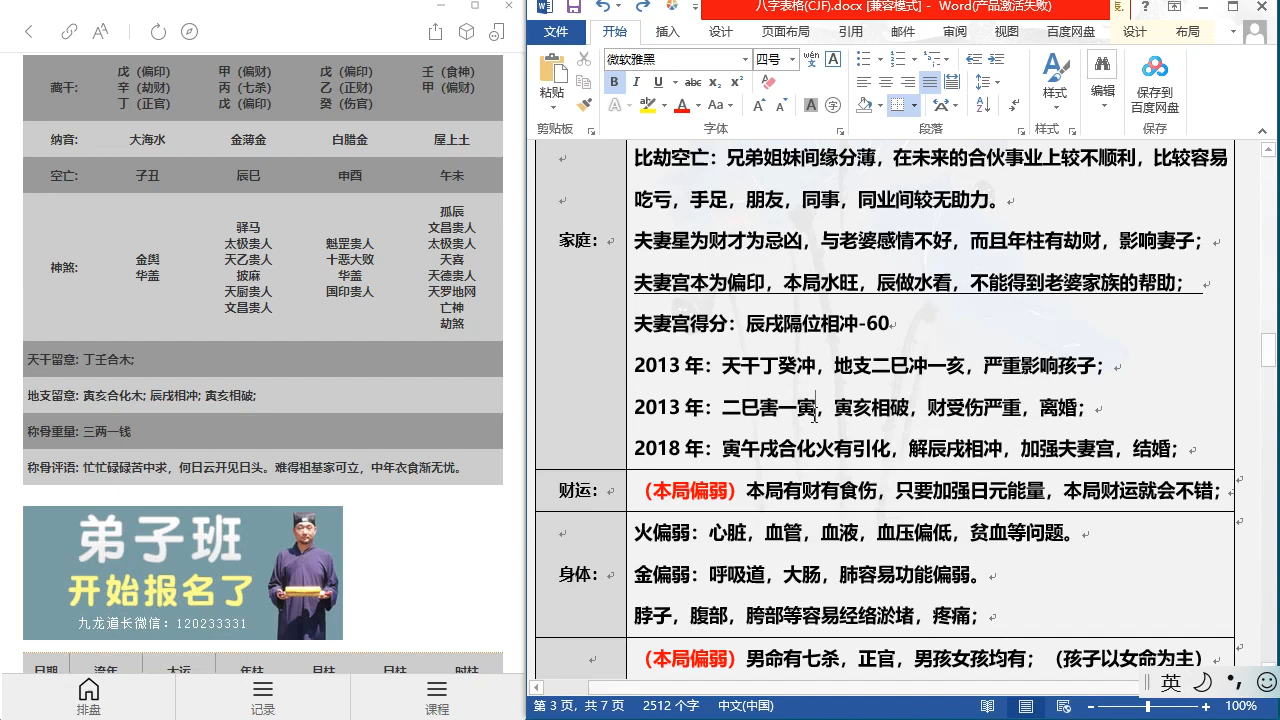 藏干:
戊（偏印）
辛（劫财）
丁（正官）
甲（偏财）
丙（七杀）
戊（偏印）
戊（偏印）
乙（正财）
癸（伤官）
壬（食神）
甲（偏财）
纳音: 大海水 金薄金 白腊金 屋上土
空亡: 子丑 辰巳 申酉 午未
神煞:
金舆
华盖
驿马
太极贵人
天乙贵人
披麻
天厨贵人
文昌贵人
魁罡贵人
十恶大败
华盖
国印贵人
孤辰
文昌贵人
太极贵人
天喜
天德贵人
天罗地网
亡神
劫煞
天干留意: 丁壬合木;
地支留意: 寅亥合化木; 辰戌相冲; 寅亥相破;
称骨重量: 三两一钱
称骨评语: 忙忙碌碌苦中求，何日云开见日头。难得祖基家可立，中年衣食渐无忧。
弟子班
开始报名了
九龙道长微信：120233331
日期 流年 大运 年柱 月柱 日柱 时柱
排盘 记录 课程
八字表格(CJF).docx [兼容模式] - Word(产品激活失败)
文件 开始 插入 设计 页面布局 引用 邮件 审阅 视图 百度网盘 设计 布局
粘贴
微软雅黑 四号
样式
编辑
保存到
百度网盘
剪贴板 字体 段落 样式 保存
比劫空亡：兄弟姐妹间缘分薄，在未来的合伙事业上较不顺利，比较容易
吃亏，手足，朋友，同事，同业间较无助力。
家庭： 夫妻星为财才为忌凶，与老婆感情不好，而且年柱有劫财，影响妻子；
夫妻宫本为偏印，本局水旺，辰做水看，不能得到老婆家族的帮助；
夫妻宫得分：辰戌隔位相冲-60
2013 年：天干丁癸冲，地支二巳冲一亥，严重影响孩子；
2013 年：二巳害一寅，寅亥相破，财受伤严重，离婚；
2018 年：寅午戌合化火有引化，解辰戌相冲，加强夫妻宫，结婚；
财运： （本局偏弱）本局有财有食伤，只要加强日元能量，本局财运就会不错；
火偏弱：心脏，血管，血液，血压偏低，贫血等问题。
身体： 金偏弱：呼吸道，大肠，肺容易功能偏弱。
脖子，腹部，胯部等容易经络淤堵，疼痛；
（本局偏弱）男命有七杀，正官，男孩女孩均有；（孩子以女命为主）
英
第 3 页，共 7 页 2512 个字 中文(中国) 100%